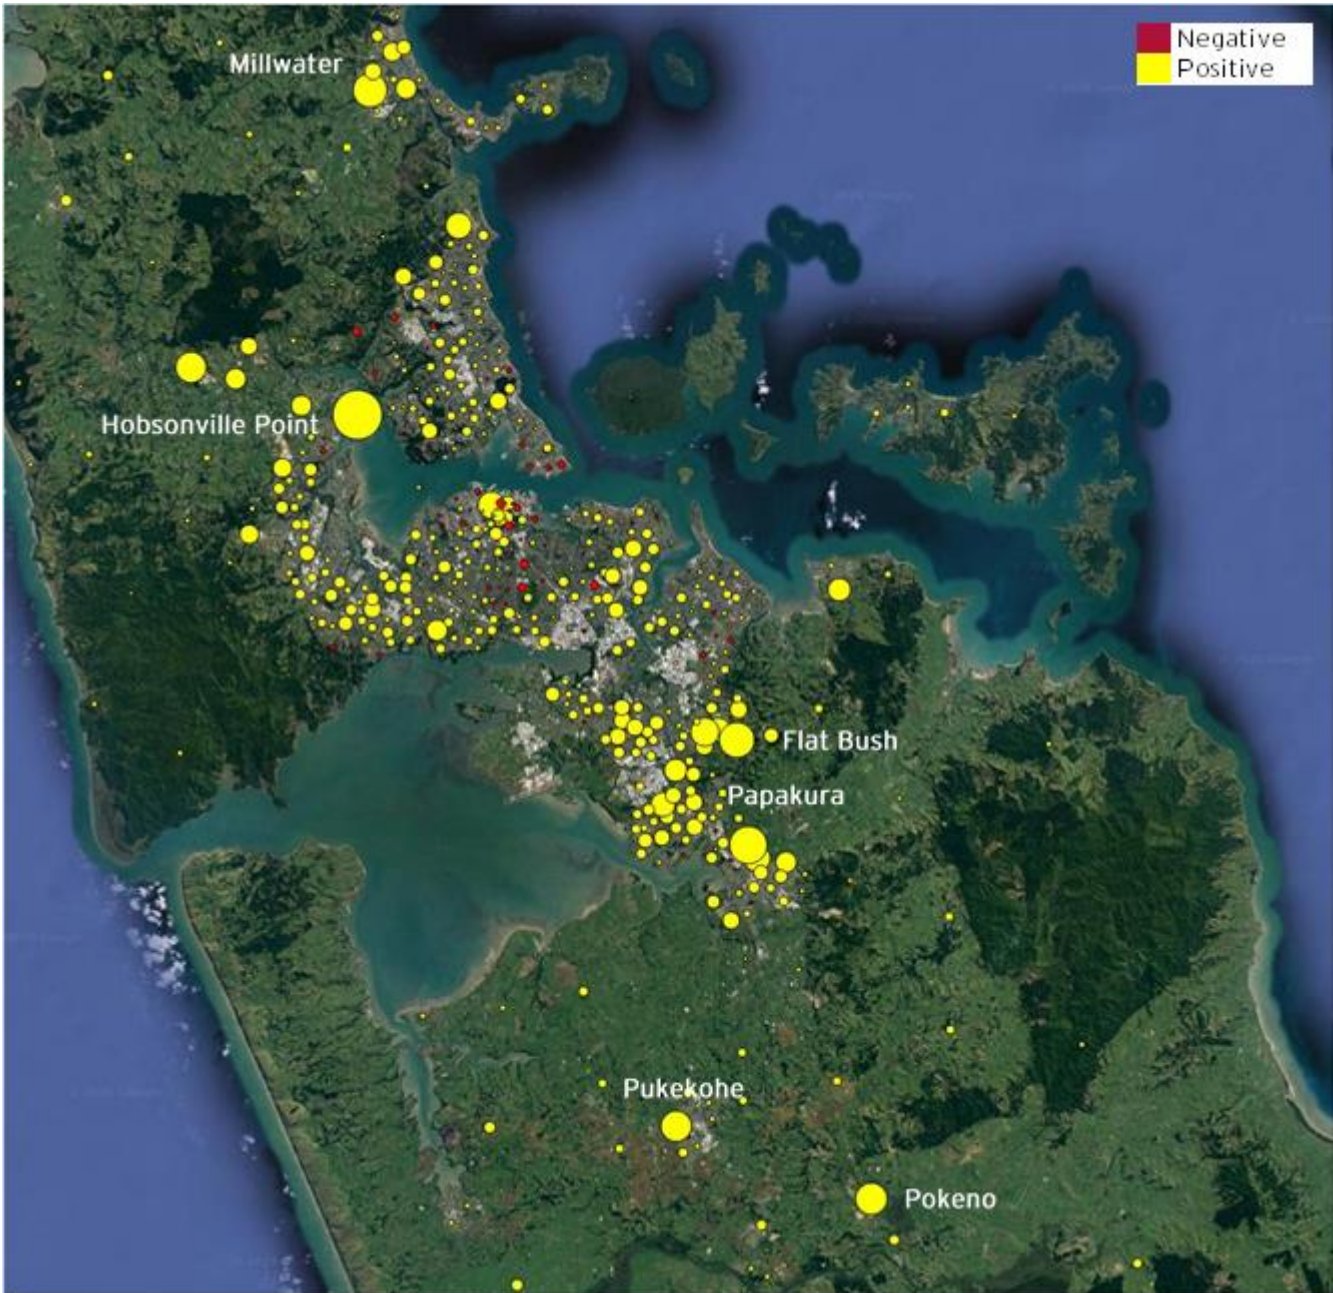 Negative
Positive
Millwater
Hobsonville Point
Flat Bush
Papakura
Pukekohe
Pokeno